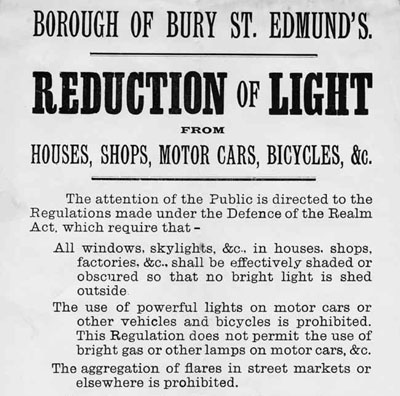 BOROUGH OF BURY ST. EDMUND'S.
REDUCTION OF LIGHT
FROM
HOUSES, SHOPS, MOTOR CARS, BICYCLES, &c.
The attention of the Public is directed to the
Regulations made under the Defence of the Realm
Act, which require that -
All windows, skylights, &c., in houses, shops,
factories, &c., shall be effectively shaded or
obscured so that no bright light is shed
outside
The use of powerful lights on motor cars or
other vehicles and bicycles is prohibited.
This Regulation does not permit the use of
bright gas or other lamps on motor cars, &c.
The aggregation of flares in street markets or
elsewhere is prohibited.